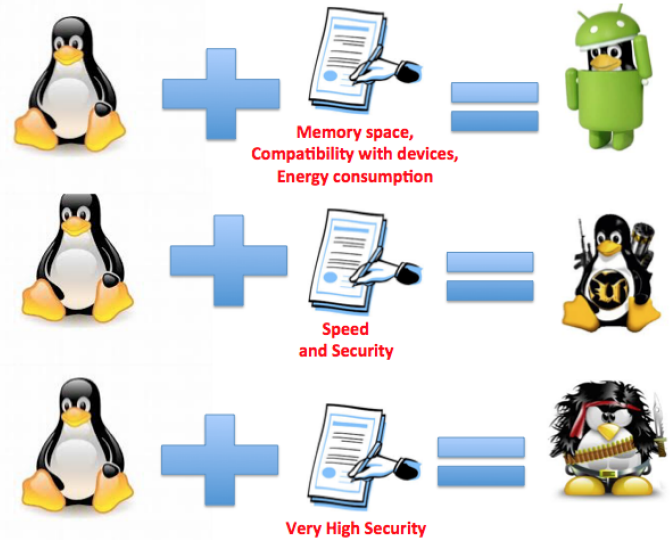 Memory space,
Compatibility with devices,
Energy consumption
Speed
and Security
Very High Security